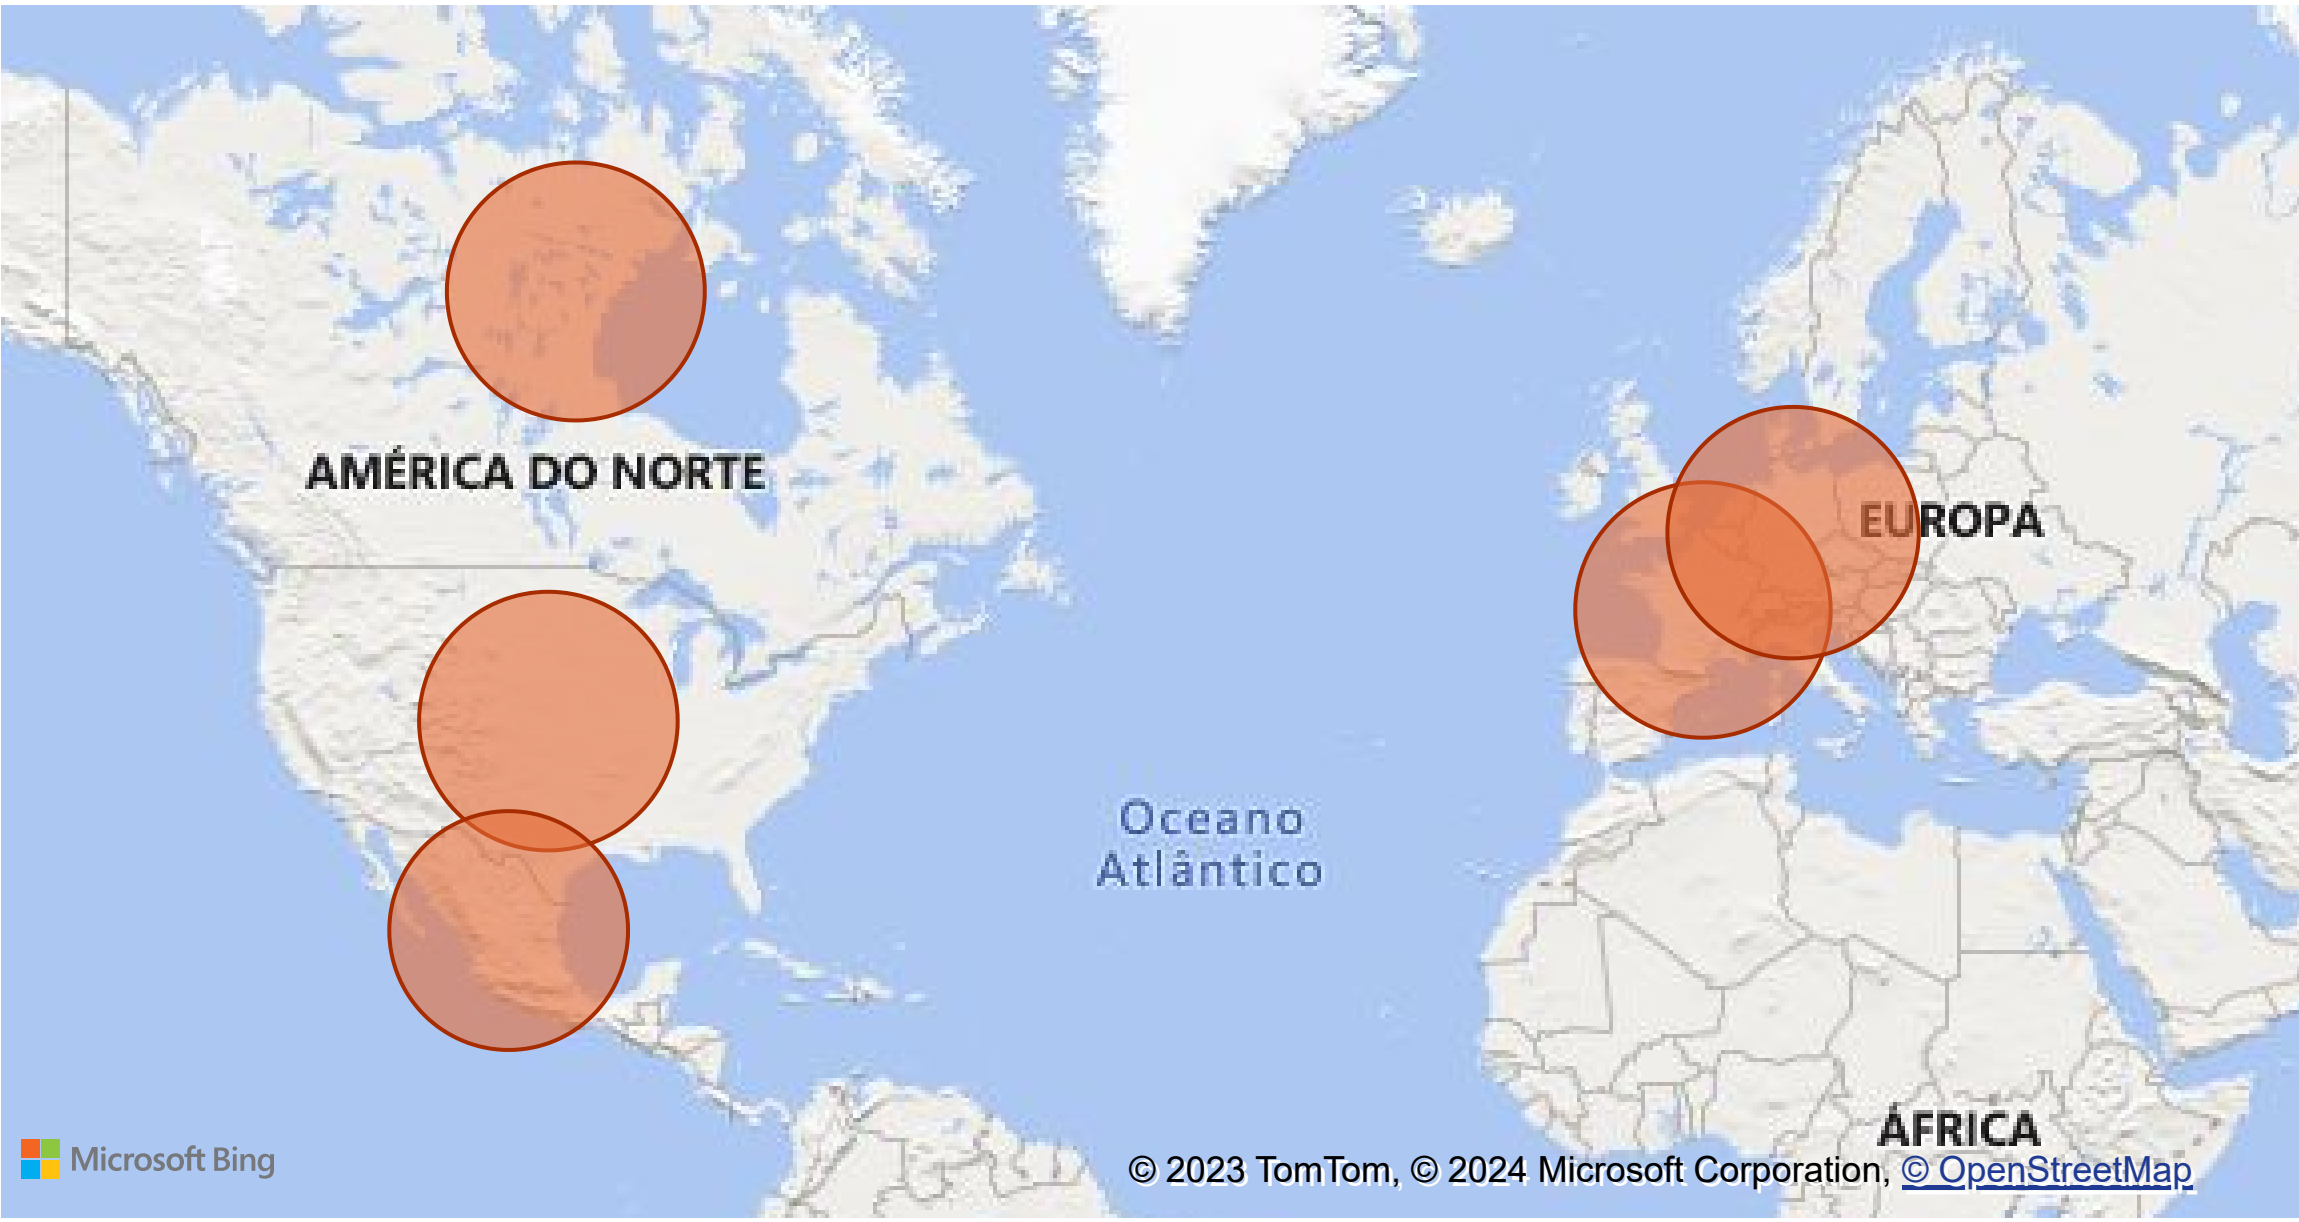 AMÉRICA DO NORTE
EUROPA
Oceano
Atlântico
ÁFRICA
Microsoft Bing
© 2023 TomTom, © 2024 Microsoft Corporation, © OpenStreetMap